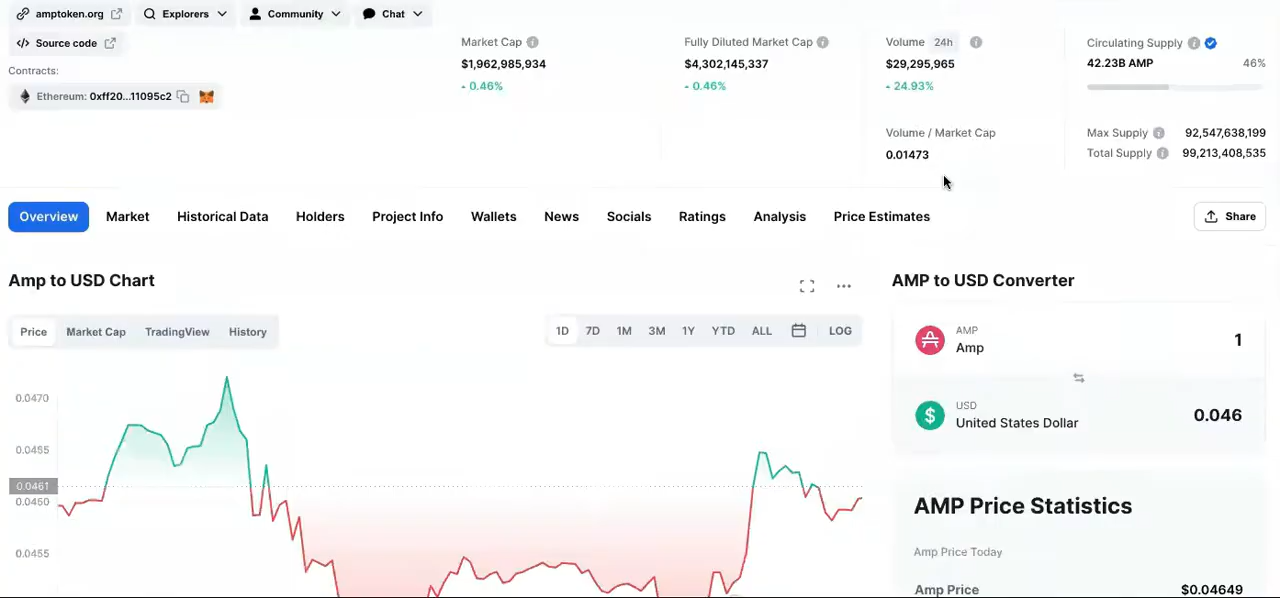 amptoken.org
Explorers
Community
Chat
Source code
Contracts:
Ethereum: 0xff20...11095c2
Market Cap
$1,962,985,934
0.46%
Fully Diluted Market Cap
$4,302,145,337
0.46%
Volume 24h
$29,295,965
24.93%
Volume / Market Cap
0.01473
Circulating Supply
42.23B AMP 46%
Max Supply 92,547,638,199
Total Supply 99,213,408,535
Overview Market Historical Data Holders Project Info Wallets News Socials Ratings Analysis Price Estimates Share
Amp to USD Chart
Price Market Cap TradingView History
1D 7D 1M 3M 1Y YTD ALL LOG
0.0470
0.0455
0.0461
0.0450
0.0455
AMP to USD Converter
AMP
Amp 1
USD
United States Dollar 0.046
AMP Price Statistics
Amp Price Today
Amp Price $0.04649